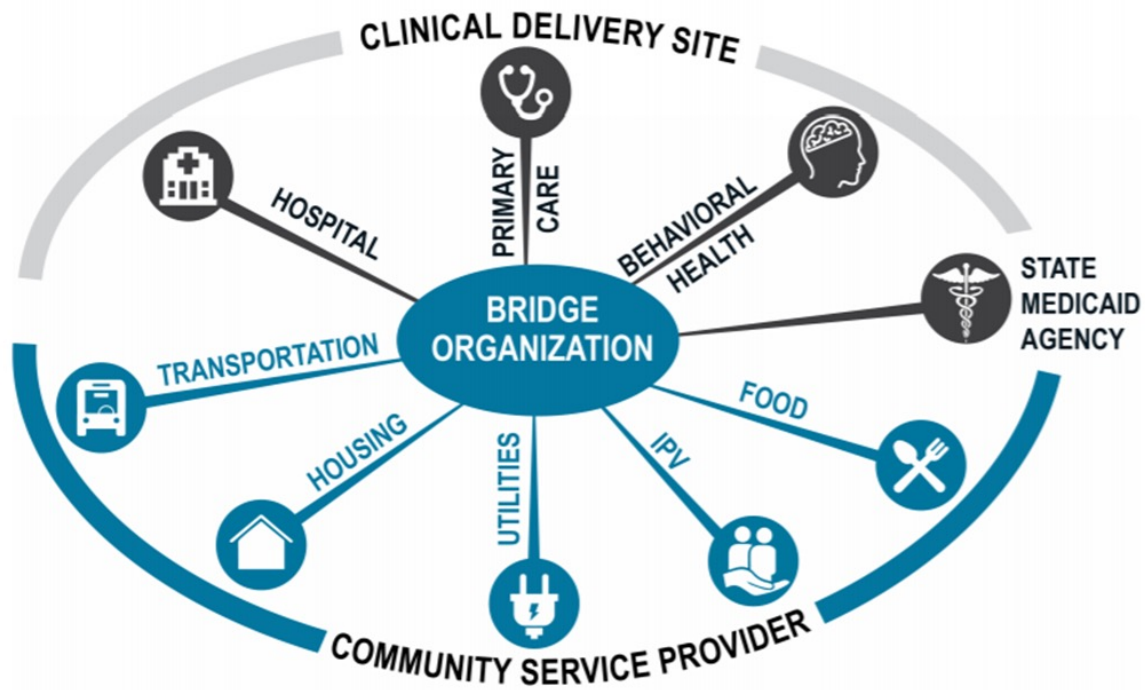 CLINICAL DELIVERY SITE
HOSPITAL
PRIMARY
CARE
BEHAVIORAL
HEALTH
STATE
MEDICAID
AGENCY
BRIDGE
ORGANIZATION
TRANSPORTATION
HOUSING
UTILITIES
IPV
FOOD
COMMUNITY SERVICE PROVIDER